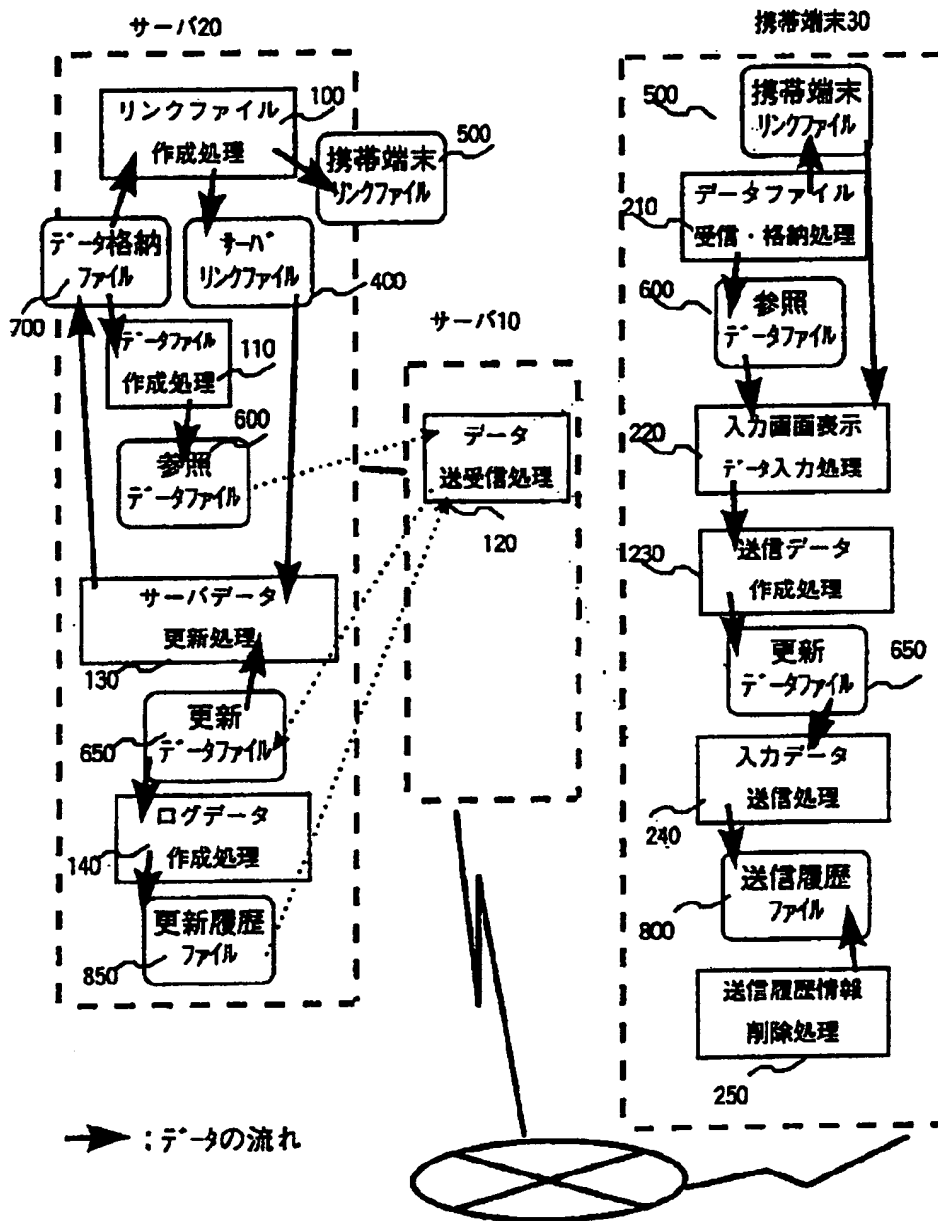 サーバ20
リンクファイル
作成処理
100
携帯端末
リンクファイル
500
データ格納
ファイル
700
サーバ
リンクファイル
400
データファイル
作成処理
110
参照
データファイル
600
サーバデータ
更新処理
130
更新
データファイル
650
ログデータ
作成処理
140
更新履歴
ファイル
850
サーバ10
データ
送受信処理
120
携帯端末30
携帯端末
リンクファイル
500
データファイル
受信・格納処理
210
参照
データファイル
600
入力画面表示
データ入力処理
220
送信データ
作成処理
230
更新
データファイル
650
入力データ
送信処理
240
送信履歴
ファイル
800
送信履歴情報
削除処理
250
:データの流れ